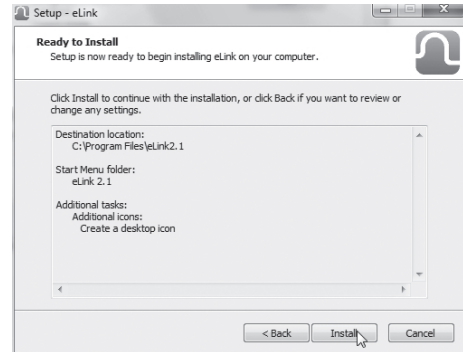 Setup - eLink
Ready to Install
Setup is now ready to begin installing eLink on your computer.
Click Install to continue with the installation, or click Back if you want to review or
change any settings.
Destination location:
C:\Program Files\eLink2.1
Start Menu folder:
eLink 2.1
Additional tasks:
Additional icons:
Create a desktop icon
< Back Install Cancel